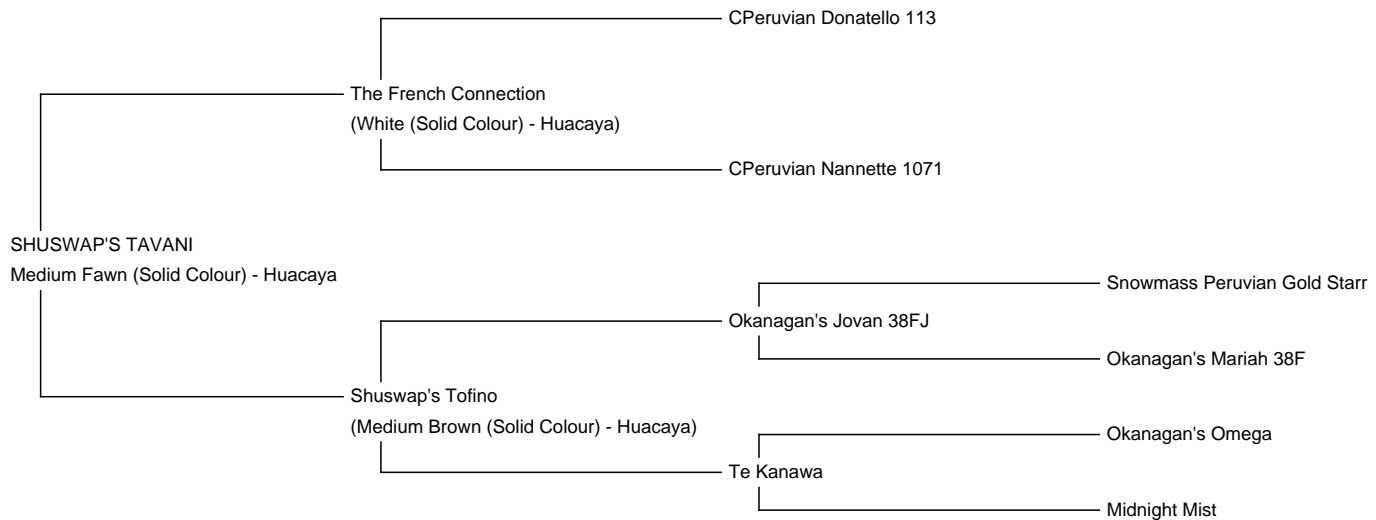 CPeruvian Donatello 113
The French Connection
(White (Solid Colour) - Huacaya)
CPeruvian Nannette 1071
SHUSWAP'S TAVANI
Medium Fawn (Solid Colour) - Huacaya
Snowmass Peruvian Gold Starr
Okanagan's Jovan 38FJ
Okanagan's Mariah 38F
Shuswap's Tofino
(Medium Brown (Solid Colour) - Huacaya)
Okanagan's Omega
Te Kanawa
Midnight Mist